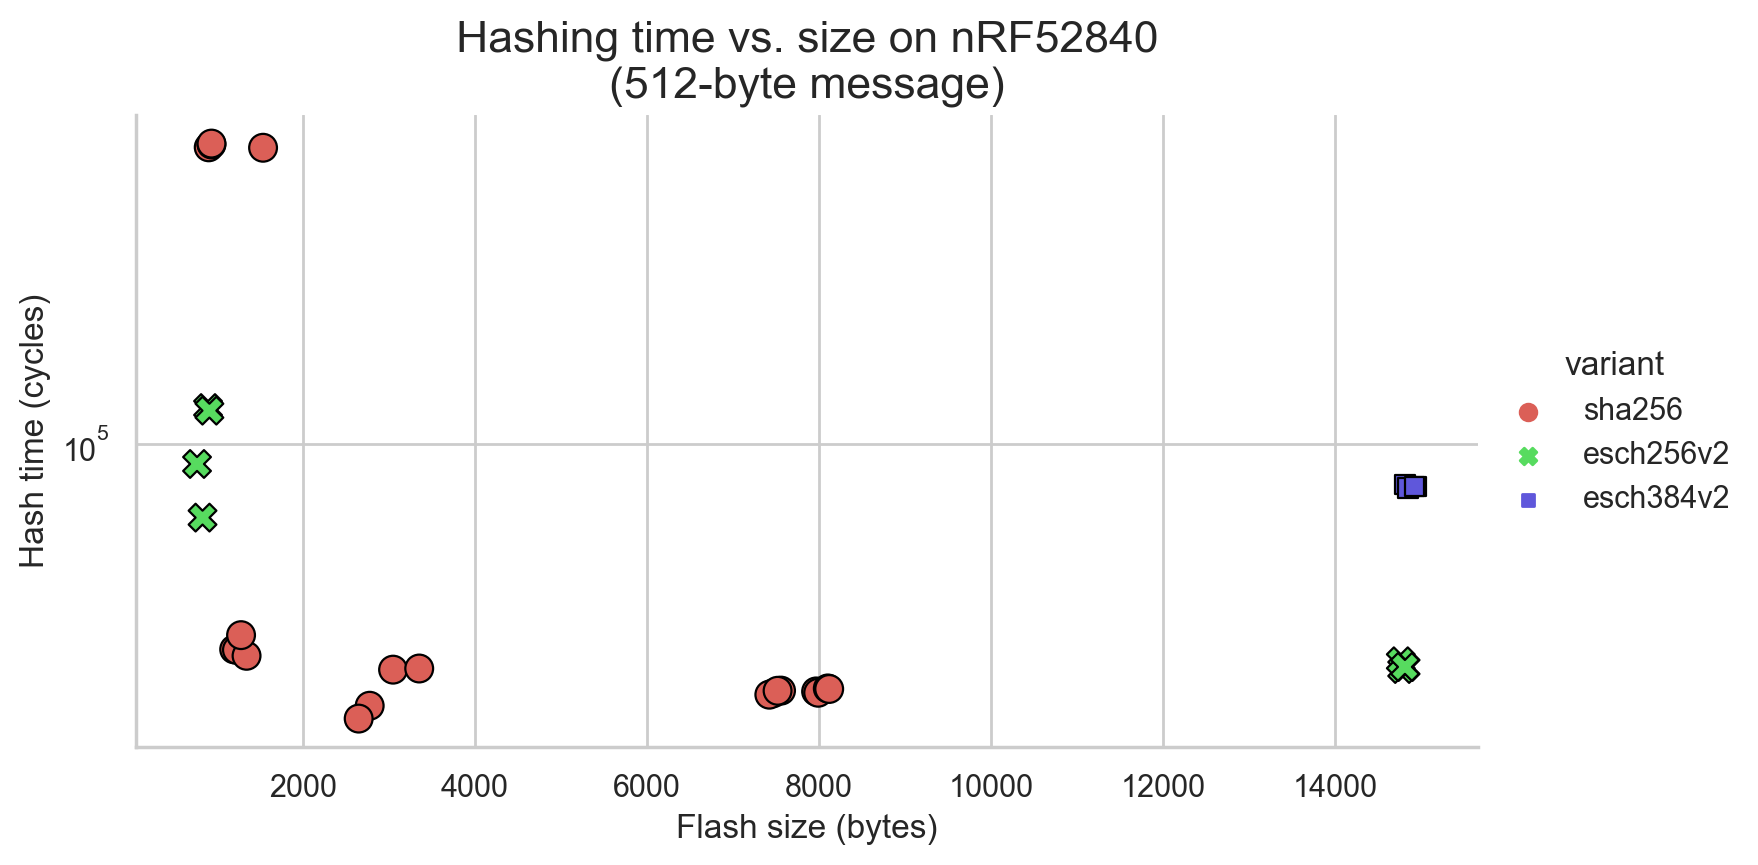 Hashing time vs. size on nRF52840
(512-byte message)
Hash time (cycles)
10^5
2000 4000 6000 8000 10000 12000 14000
Flash size (bytes)
variant
sha256
esch256v2
esch384v2